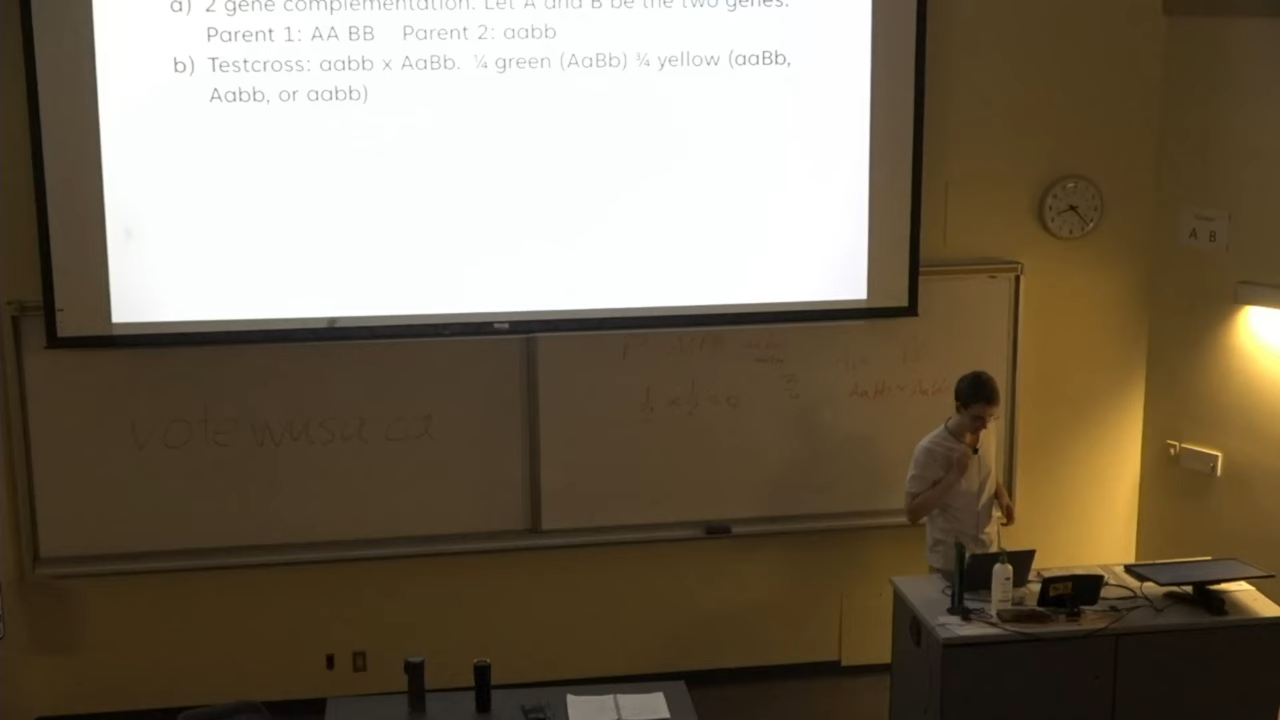 a) 2 gene complementation. Let A and B be the two genes.
Parent 1: AA BB Parent 2: aabb
b) Testcross: aabb x AaBb. ¼ green (AaBb) ¾ yellow (aaBb,
Aabb, or aabb)
A B
vote wusa ca